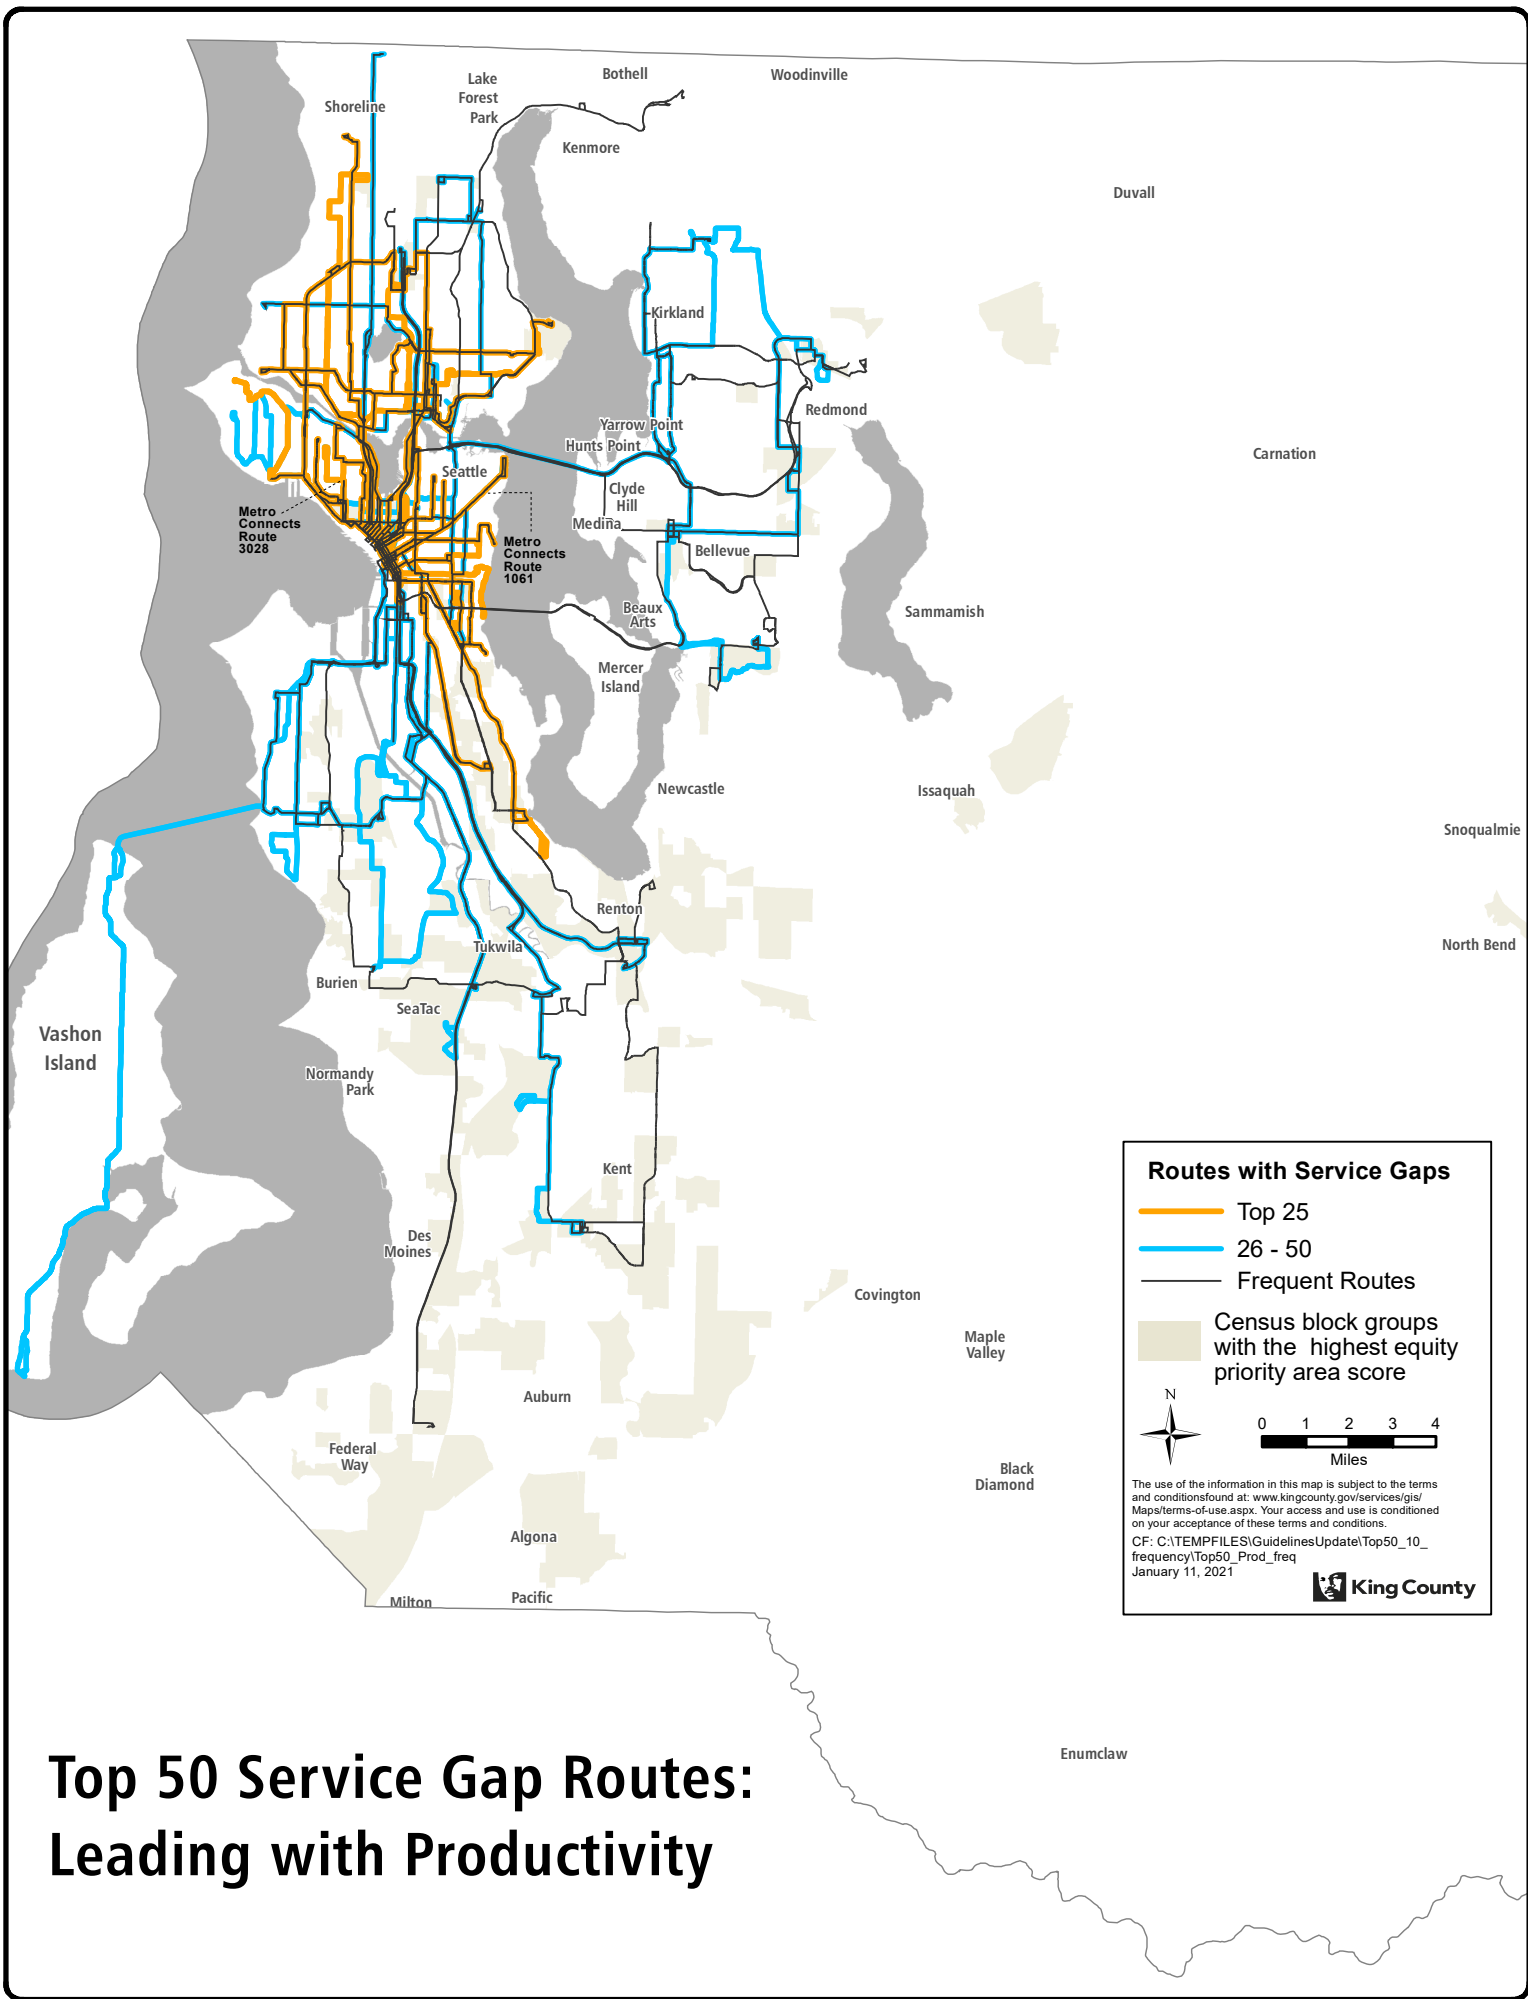 Lake
Forest
Park
Bothell
Woodinville
Shoreline
Kenmore
Duvall
Kirkland
Redmond
Yarrow Point
Hunts Point
Carnation
Seattle
Clyde
Hill
Medina
Metro
Connects
Route
3028
Metro
Connects
Route
1061
Bellevue
Beaux
Arts
Sammamish
Mercer
Island
Newcastle
Issaquah
Snoqualmie
Renton
North Bend
Tukwila
Burien
SeaTac
Vashon
Island
Normandy
Park
Kent
Des
Moines
Covington
Maple
Valley
Auburn
Federal
Way
Black
Diamond
Algona
Pacific
Milton
Enumclaw
Routes with Service Gaps
Top 25
26 - 50
Frequent Routes
Census block groups
with the  highest equity
priority area score
N
0 1 2 3 4
Miles
The use of the information in this map is subject to the terms
and conditionsfound at: www.kingcounty.gov/services/gis/
Maps/terms-of-use.aspx. Your access and use is conditioned
on your acceptance of these terms and conditions.
CF: C:\TEMPFILES\GuidelinesUpdate\Top50_10_
frequency\Top50_Prod_freq
January 11, 2021
King County
Top 50 Service Gap Routes:
Leading with Productivity